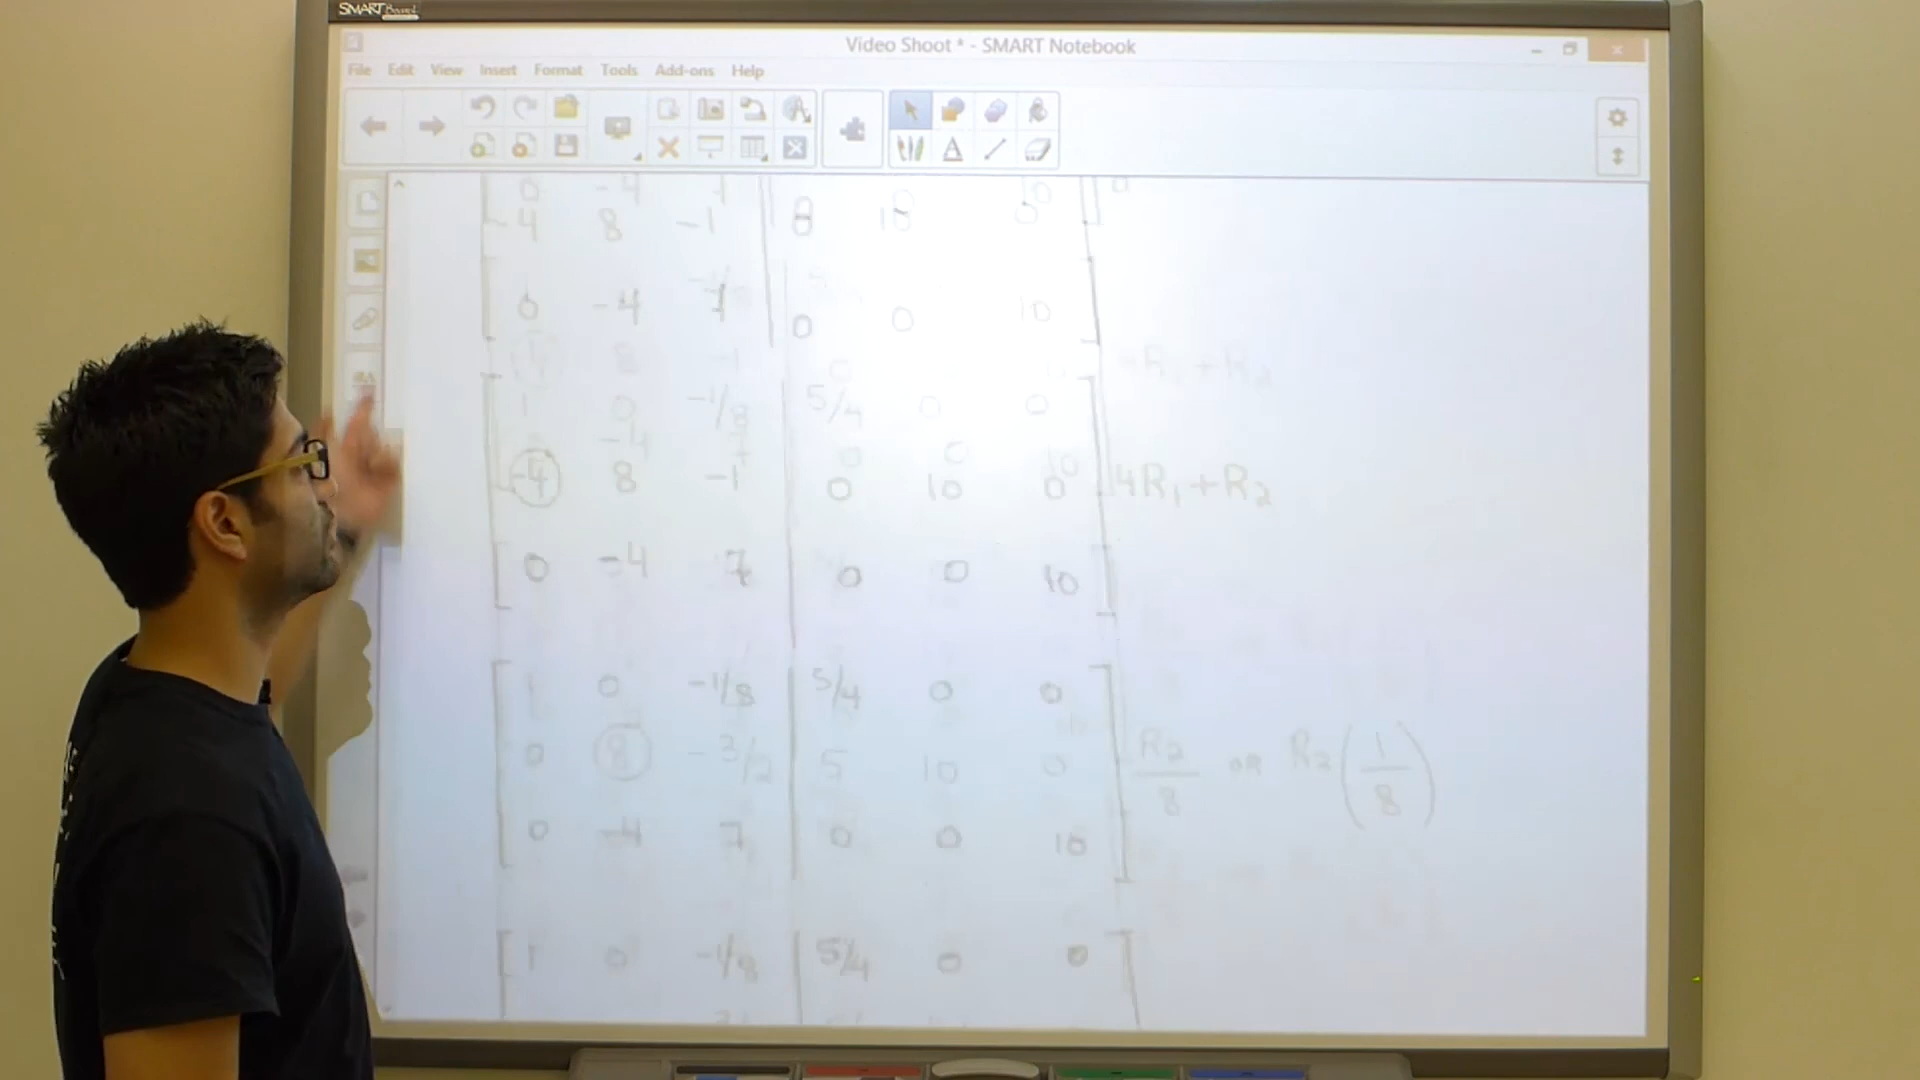 SMART Board
Video Shoot * - SMART Notebook
File Edit View Insert Format Tools Add-ons Help
0 -4
-4 8 -1
0 -4 0 0 10
1 0 -1/8 5/4 0 0
-4 8 -1 0 10 0 4R1+R2
0 -4 7 0 0 10
1 0 -1/8 5/4 0 0
0 8 -3/2 5 10 0 R2/8 OR R2(1/8)
0 -4 7 0 0 10
1 0 -1/8 5/4 0 0